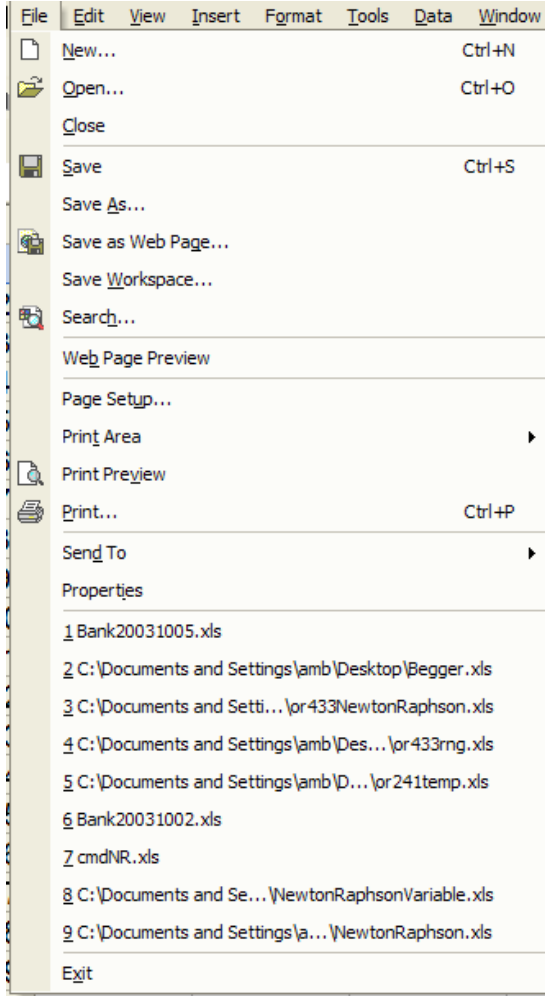 File Edit View Insert Format Tools Data Window
New... Ctrl+N
Open... Ctrl+O
Close
Save Ctrl+S
Save As...
Save as Web Page...
Save Workspace...
Search...
Web Page Preview
Page Setup...
Print Area
Print Preview
Print... Ctrl+P
Send To
Properties
1 Bank20031005.xls
2 C:\Documents and Settings\amb\Desktop\Begger.xls
3 C:\Documents and Setti...\or433NewtonRaphson.xls
4 C:\Documents and Settings\amb\Des...\or433rng.xls
5 C:\Documents and Settings\amb\D...\or241temp.xls
6 Bank20031002.xls
7 cmdNR.xls
8 C:\Documents and Se...\NewtonRaphsonVariable.xls
9 C:\Documents and Settings\a...\NewtonRaphson.xls
Exit